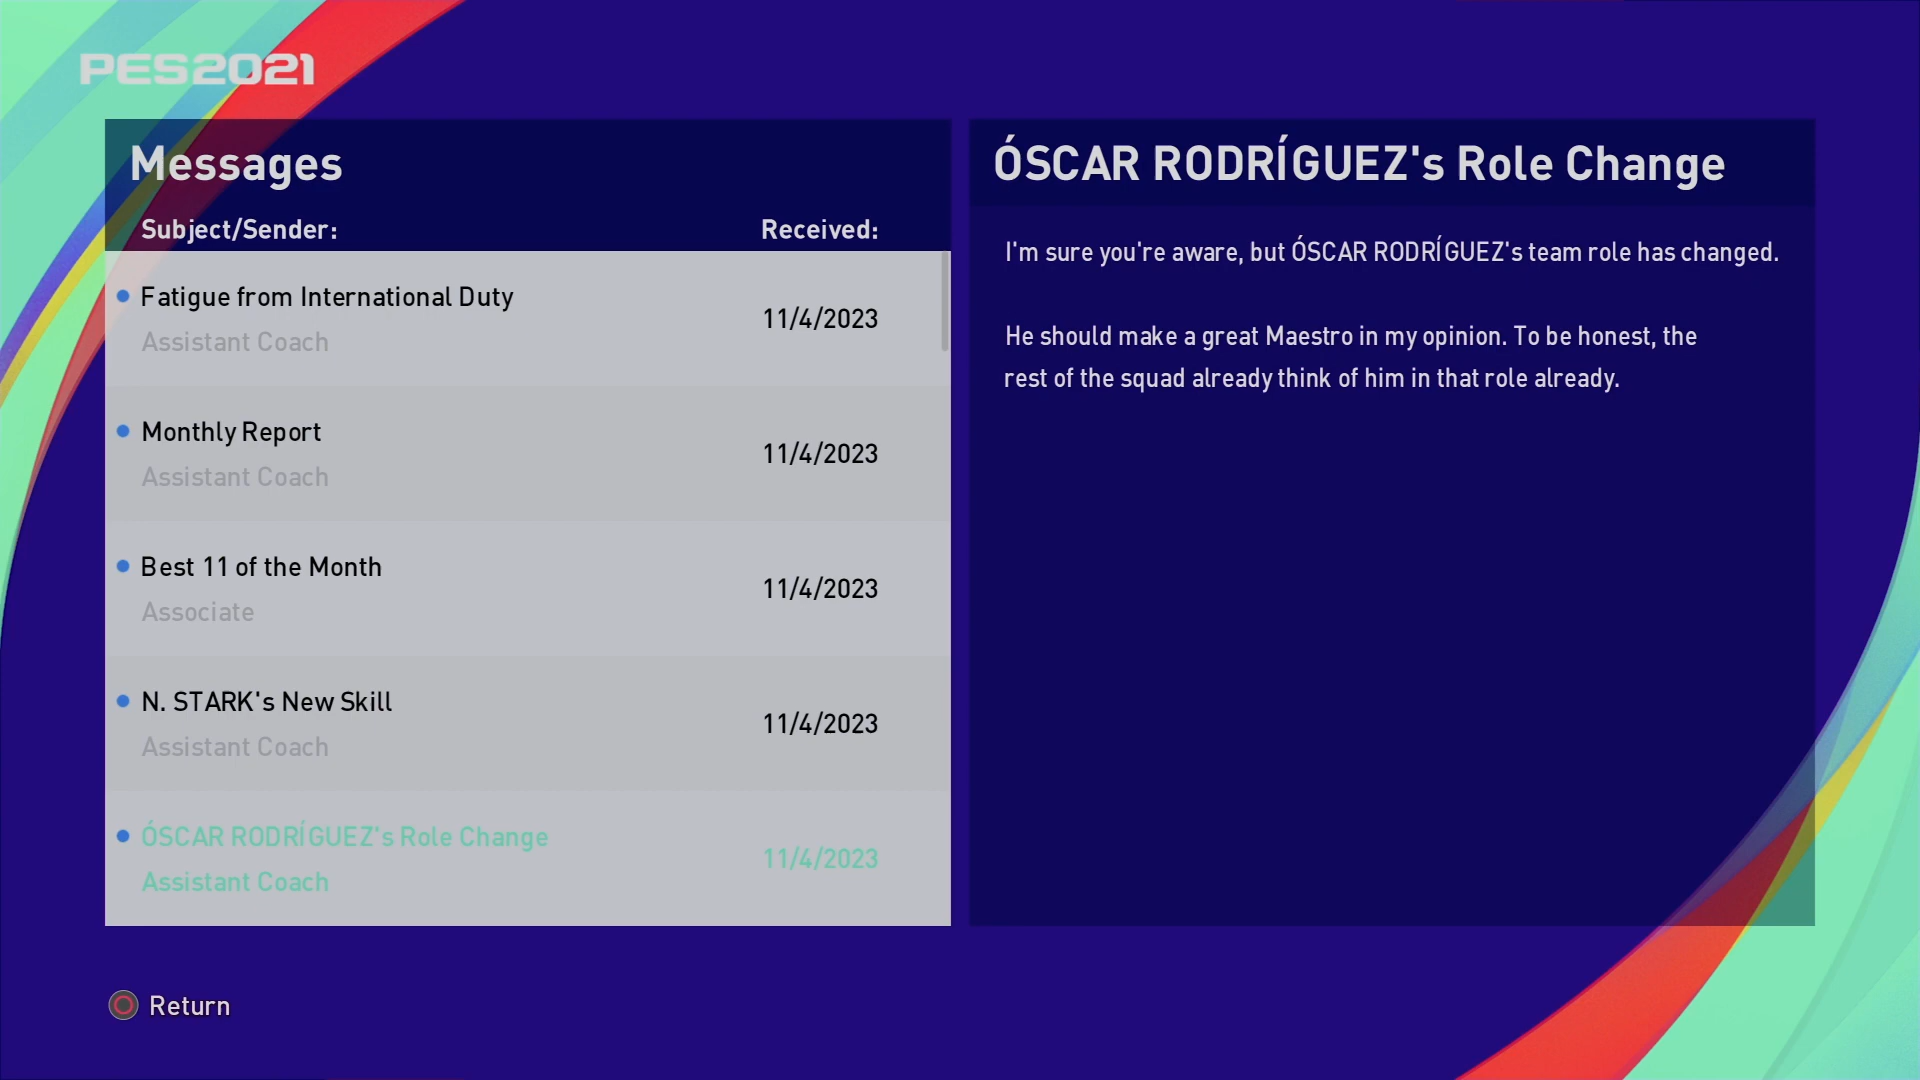 PES2021
Messages
Subject/Sender:
Received:
Fatigue from International Duty
Assistant Coach
11/4/2023
Monthly Report
Assistant Coach
11/4/2023
Best 11 of the Month
Associate
11/4/2023
N. STARK's New Skill
Assistant Coach
11/4/2023
ÓSCAR RODRÍGUEZ's Role Change
Assistant Coach
11/4/2023
ÓSCAR RODRÍGUEZ's Role Change
I'm sure you're aware, but ÓSCAR RODRÍGUEZ's team role has changed.
He should make a great Maestro in my opinion. To be honest, the
rest of the squad already think of him in that role already.
Return